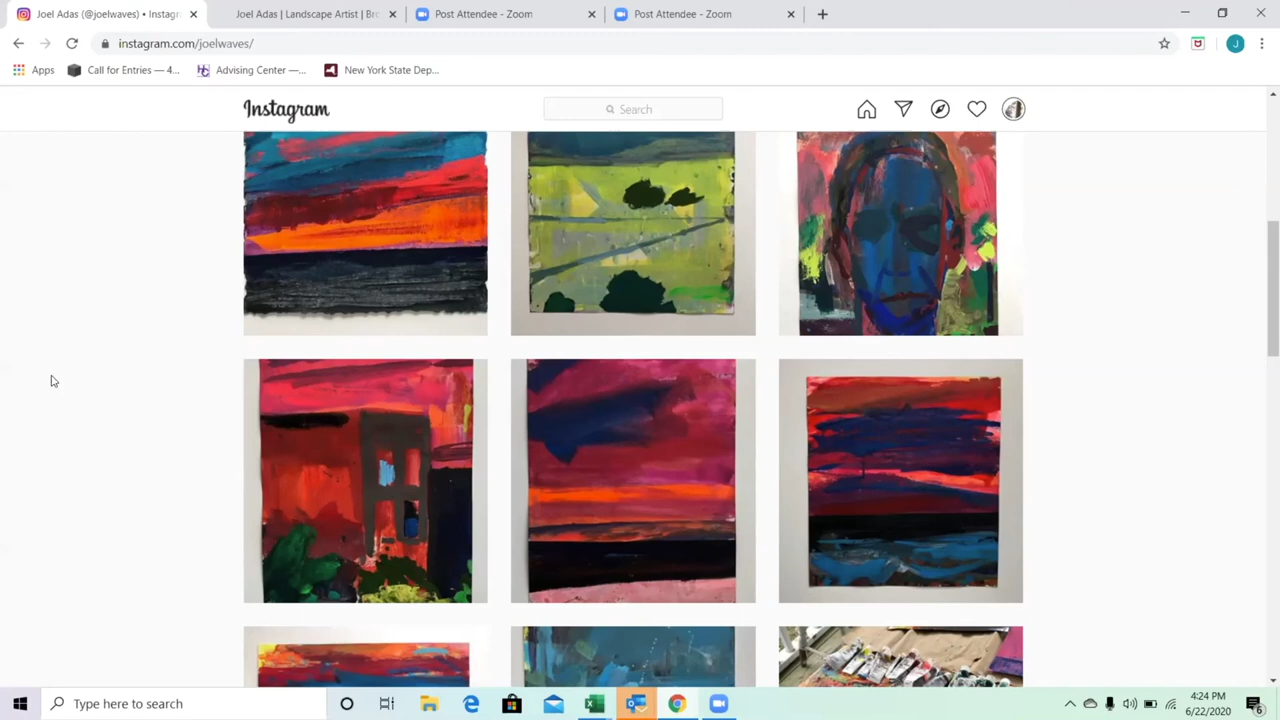 Joel Adas (@joelwaves) • Instagr
Joel Adas | Landscape Artist | Bro
Post Attendee - Zoom
Post Attendee - Zoom
instagram.com/joelwaves/
J
Apps
Call for Entries — 4...
Advising Center —...
New York State Dep...
Instagram
Search
Type here to search
4:24 PM
6/22/2020
6